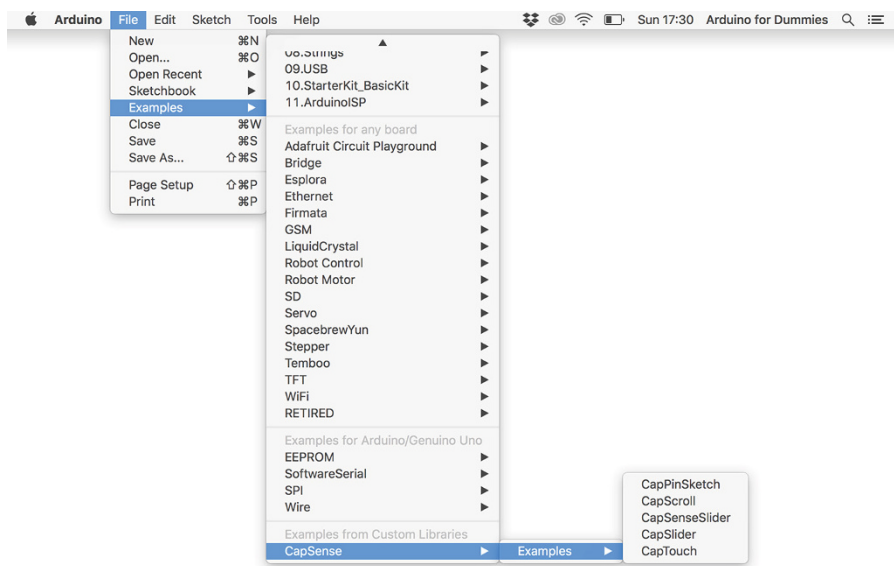 Arduino File Edit Sketch Tools Help Sun 17:30 Arduino for Dummies
New ⌘N
Open... ⌘O
Open Recent
Sketchbook
Examples
Close ⌘W
Save ⌘S
Save As... ⇧⌘S
Page Setup ⇧⌘P
Print ⌘P
08.Strings
09.USB
10.StarterKit_BasicKit
11.ArduinoISP
Examples for any board
Adafruit Circuit Playground
Bridge
Esplora
Ethernet
Firmata
GSM
LiquidCrystal
Robot Control
Robot Motor
SD
Servo
SpacebrewYun
Stepper
Temboo
TFT
WiFi
RETIRED
Examples for Arduino/Genuino Uno
EEPROM
SoftwareSerial
SPI
Wire
Examples from Custom Libraries
CapSense
Examples
CapPinSketch
CapScroll
CapSenseSlider
CapSlider
CapTouch